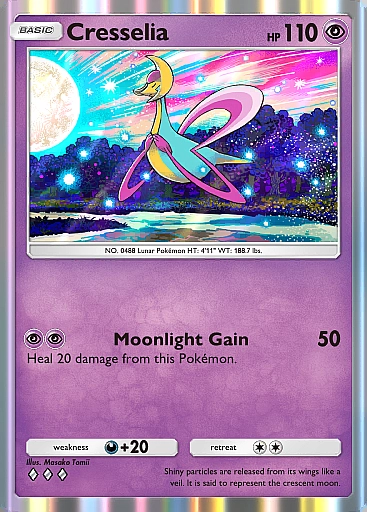 BASIC
Cresselia
HP 110
NO. 0488 Lunar Pokémon HT: 4'11" WT: 188.7 lbs.
Moonlight Gain 50
Heal 20 damage from this Pokémon.
weakness +20 retreat
Illus. Masako Tomii
Shiny particles are released from its wings like a
veil. It is said to represent the crescent moon.